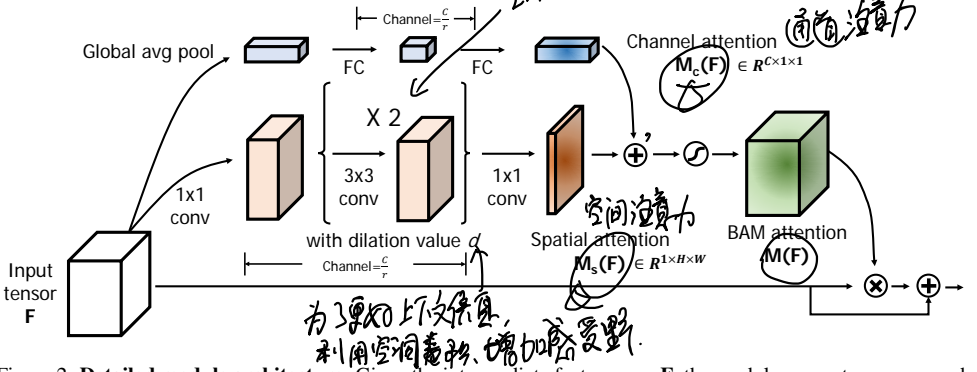 Channel=C/r
Global avg pool
FC
FC
Channel attention
通道注意力
Mc(F) ∈ R^C×1×1
X 2
1x1
conv
3x3
conv
1x1
conv
空间注意力
with dilation value d
Spatial attention
BAM attention
Channel=C/r
Ms(F) ∈ R^1×H×W
M(F)
Input
tensor
F
为了更好上下文信息,
利用空洞卷积、增加感受野.